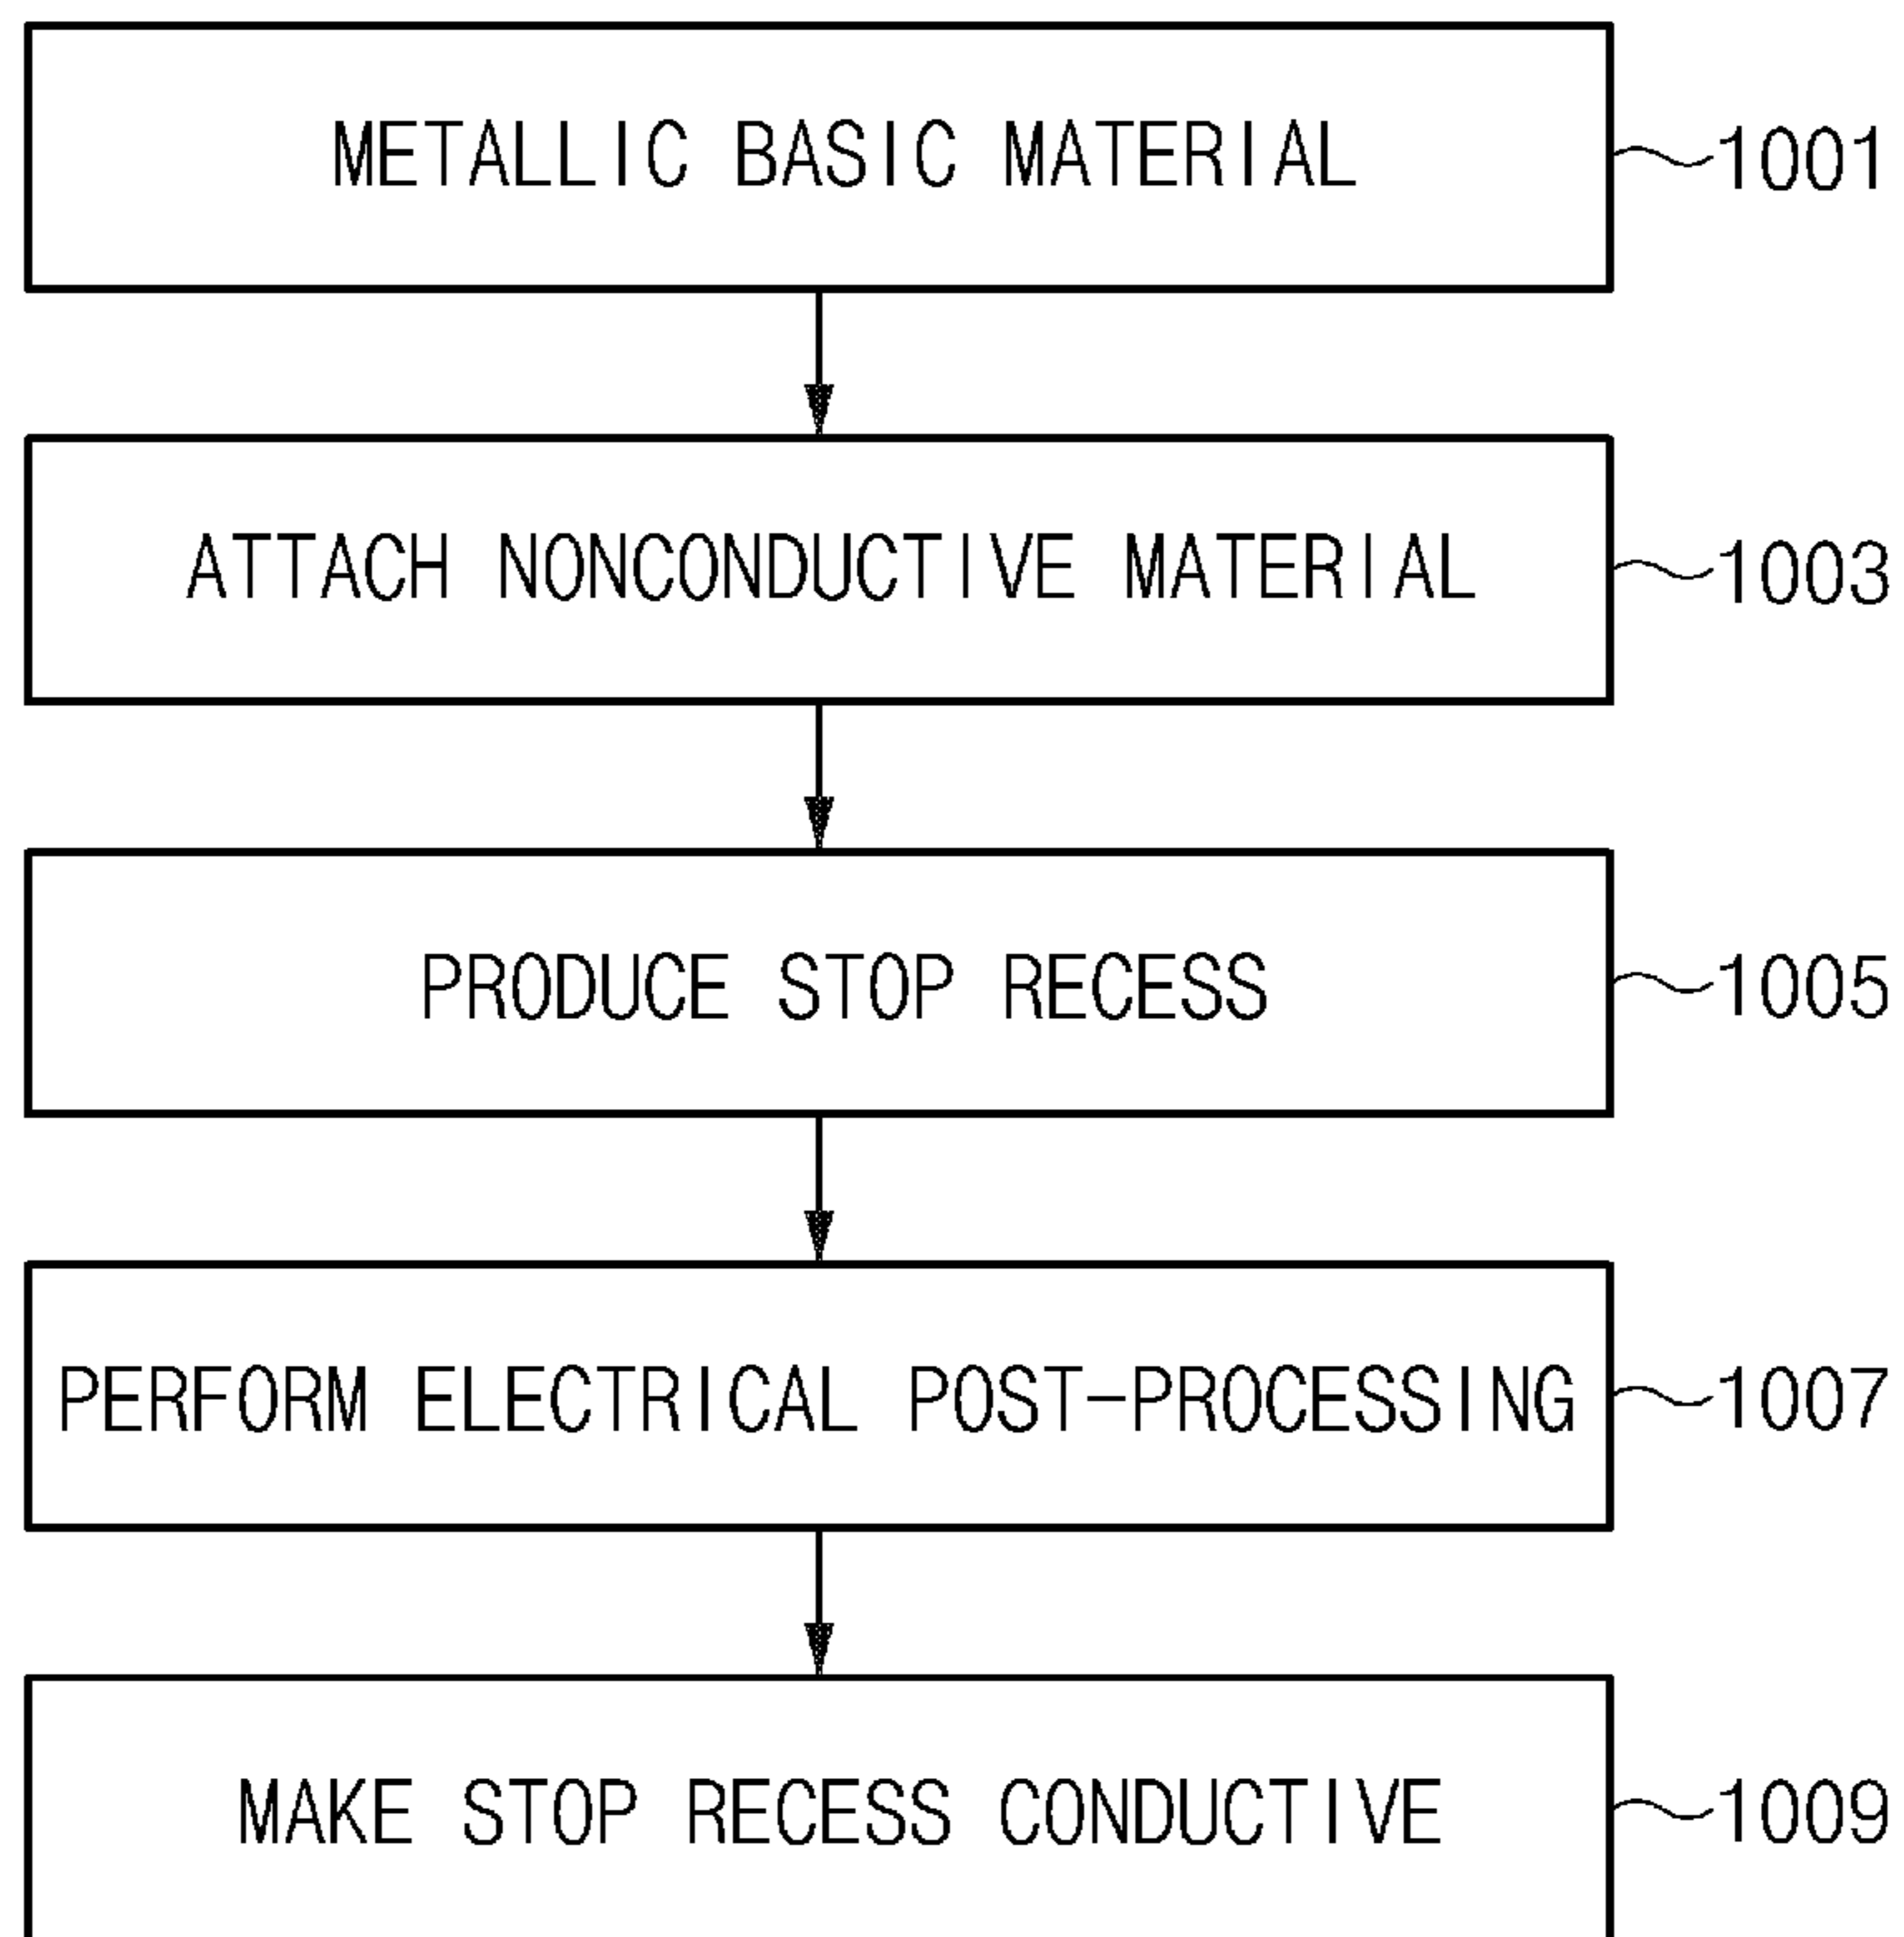 METALLIC BASIC MATERIAL
1001
ATTACH NONCONDUCTIVE MATERIAL
1003
PRODUCE STOP RECESS
1005
PERFORM ELECTRICAL POST-PROCESSING
1007
MAKE STOP RECESS CONDUCTIVE
1009